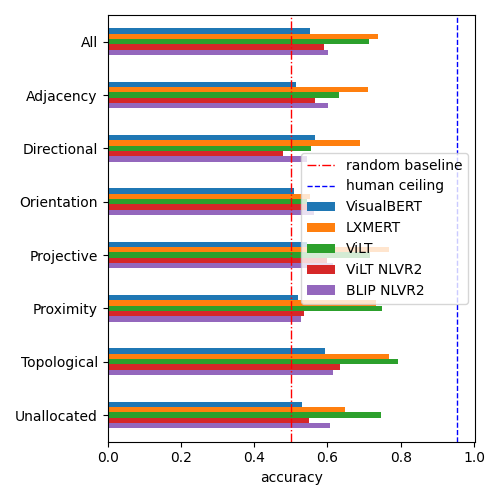 All
Adjacency
Directional
Orientation
Projective
Proximity
Topological
Unallocated
random baseline
human ceiling
VisualBERT
LXMERT
ViLT
ViLT NLVR2
BLIP NLVR2
0.0 0.2 0.4 0.6 0.8 1.0
accuracy